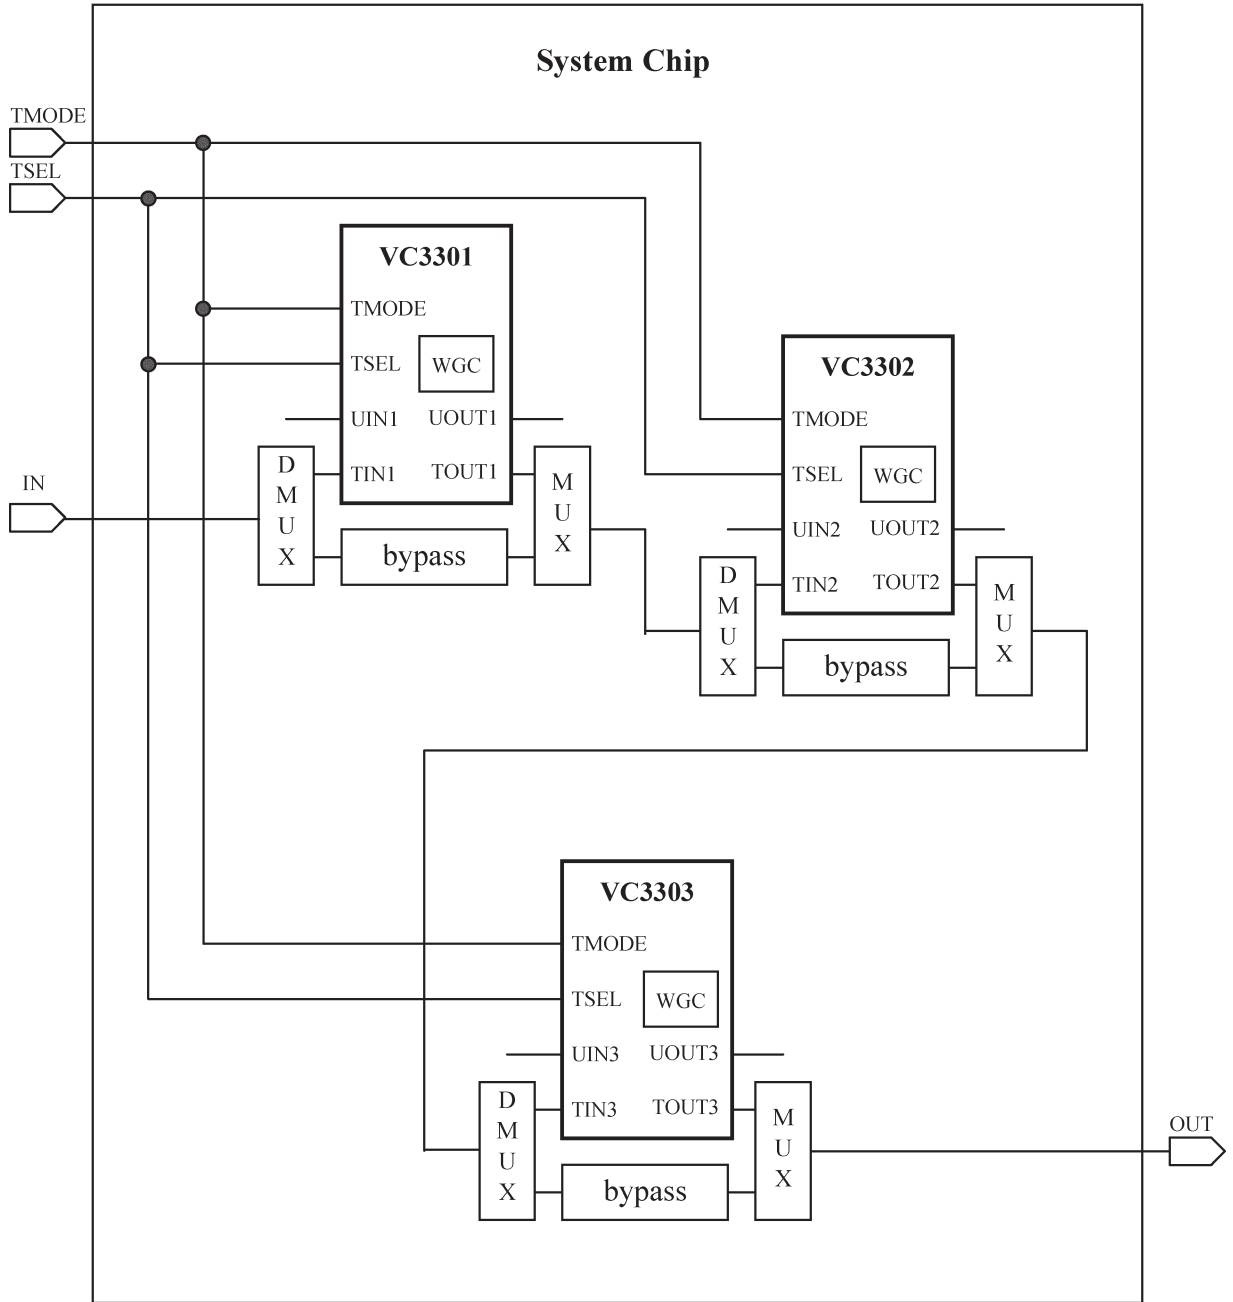 System Chip
TMODE
TSEL
VC3301
TMODE
TSEL
WGC
UIN1
UOUT1
TIN1
TOUT1
IN
D
M
U
X
M
U
X
bypass
VC3302
TMODE
TSEL
WGC
UIN2
UOUT2
TIN2
TOUT2
D
M
U
X
M
U
X
bypass
VC3303
TMODE
TSEL
WGC
UIN3
UOUT3
TIN3
TOUT3
D
M
U
X
M
U
X
bypass
OUT